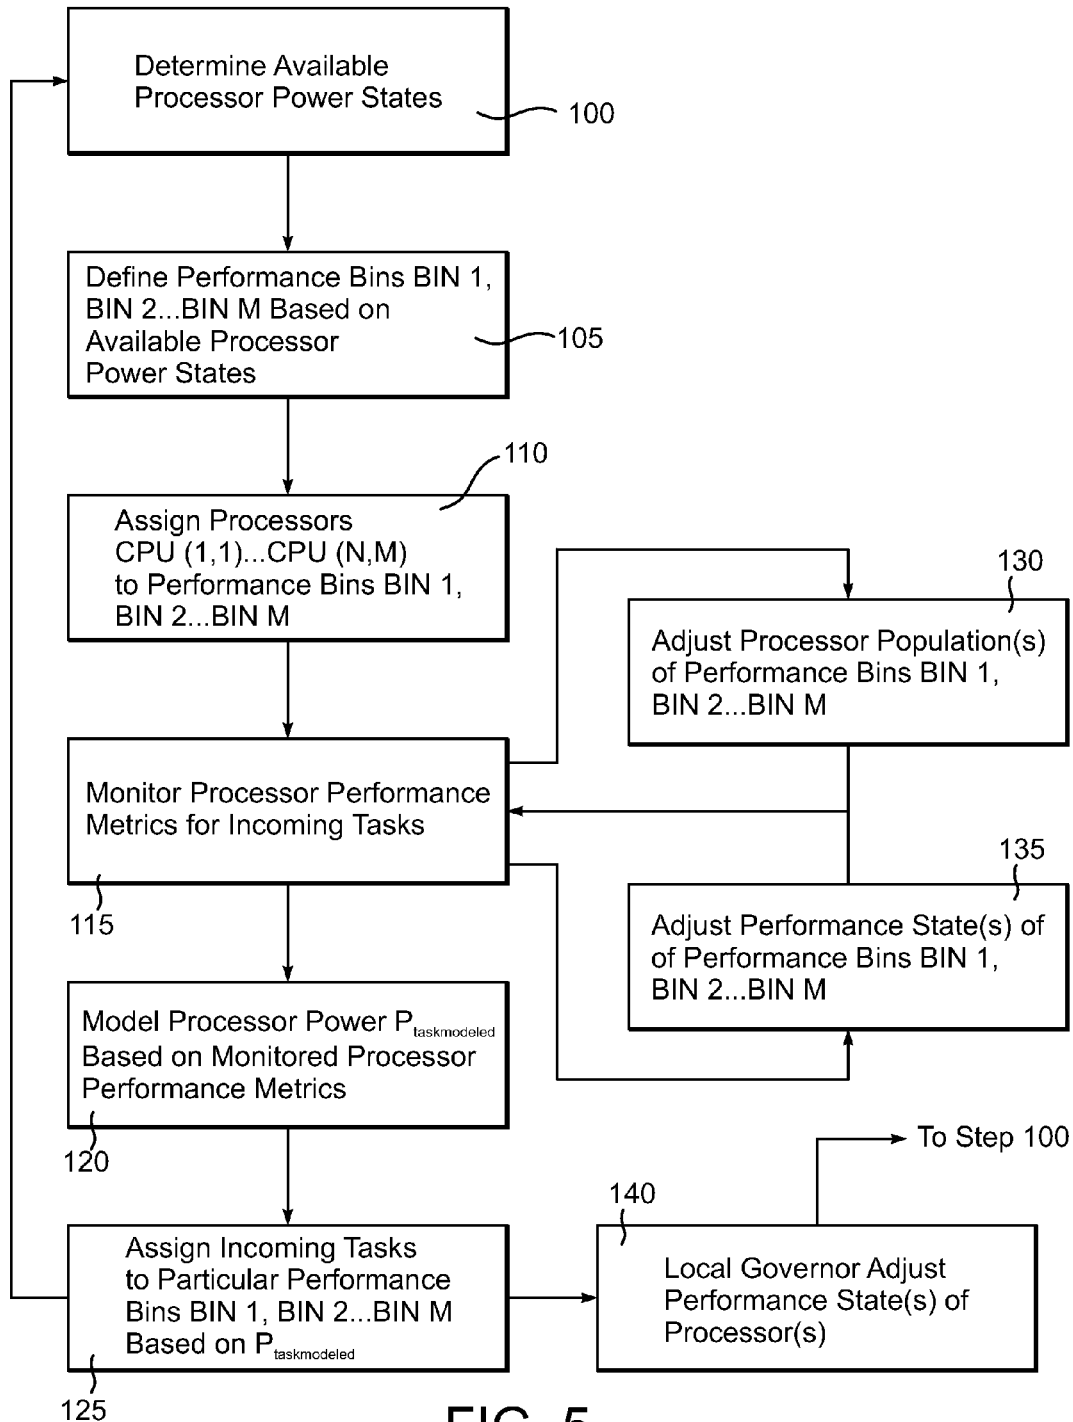 Determine Available
Processor Power States
100
Define Performance Bins BIN 1,
BIN 2...BIN M Based on
Available Processor
Power States
105
110
Assign Processors
CPU (1,1)...CPU (N,M)
to Performance Bins BIN 1,
BIN 2...BIN M
130
Adjust Processor Population(s)
of Performance Bins BIN 1,
BIN 2...BIN M
Monitor Processor Performance
Metrics for Incoming Tasks
115
135
Adjust Performance State(s) of
of Performance Bins BIN 1,
BIN 2...BIN M
Model Processor Power Ptaskmodeled
Based on Monitored Processor
Performance Metrics
120
To Step 100
140
Assign Incoming Tasks
to Particular Performance
Bins BIN 1, BIN 2...BIN M
Based on Ptaskmodeled
125
Local Governor Adjust
Performance State(s) of
Processor(s)
FIG. 5